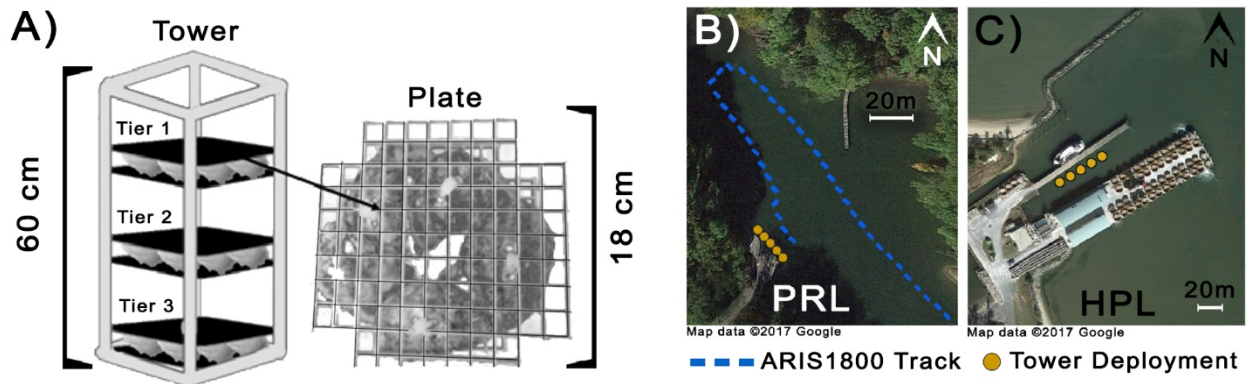 A)
Tower
Tier 1
Tier 2
Tier 3
60 cm
Plate
18 cm
B)
N
20m
PRL
Map data ©2017 Google
C)
N
HPL
20m
Map data ©2017 Google
ARIS1800 Track
Tower Deployment